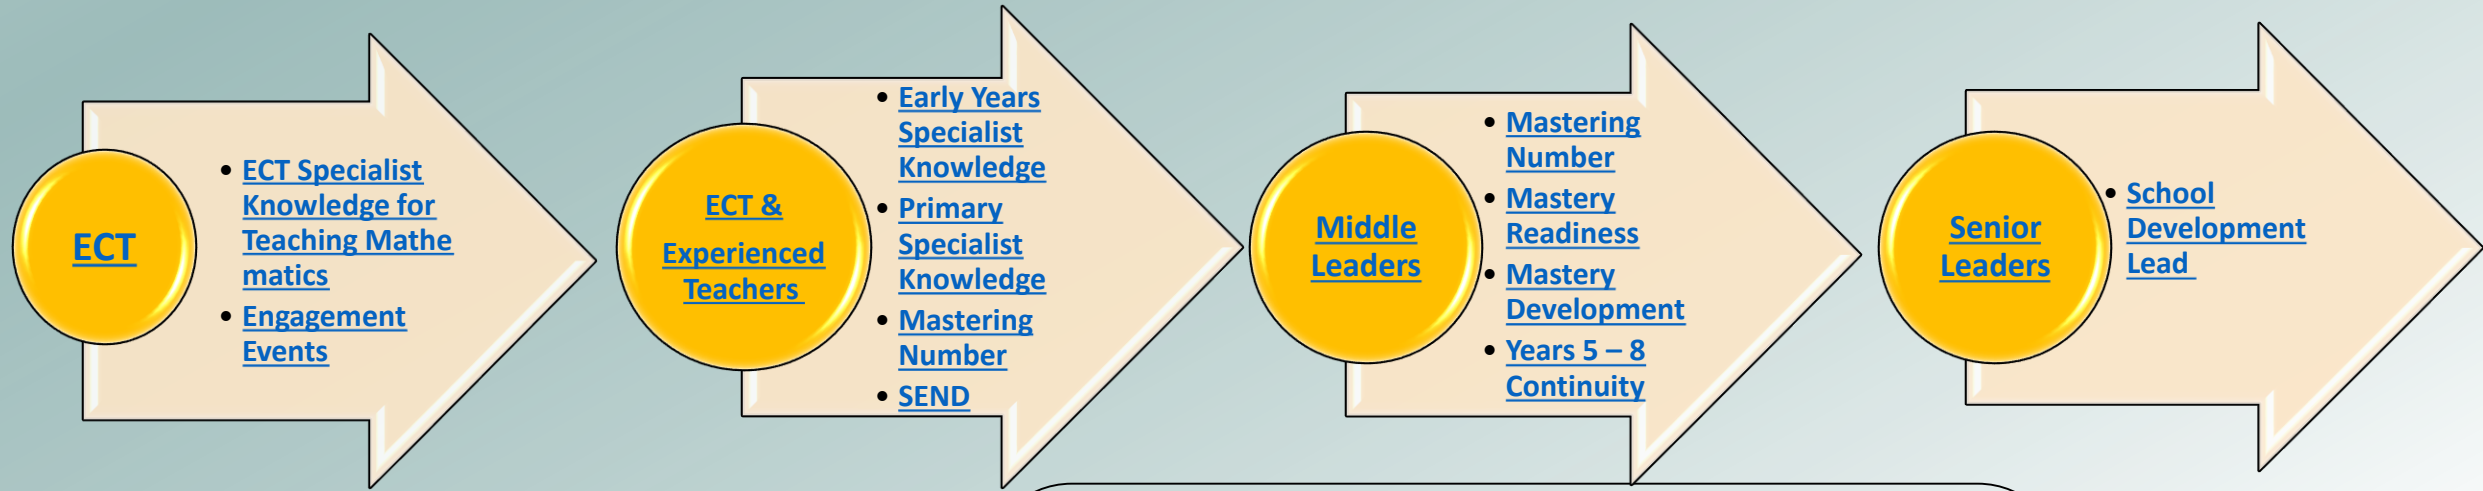 ECT
• ECT Specialist
Knowledge for
Teaching Mathe
matics
• Engagement
Events
ECT &
Experienced
Teachers
• Early Years
Specialist
Knowledge
• Primary
Specialist
Knowledge
• Mastering
Number
• SEND
Middle
Leaders
• Mastering
Number
• Mastery
Readiness
• Mastery
Development
• Years 5 – 8
Continuity
Senior
Leaders
• School
Development
Lead